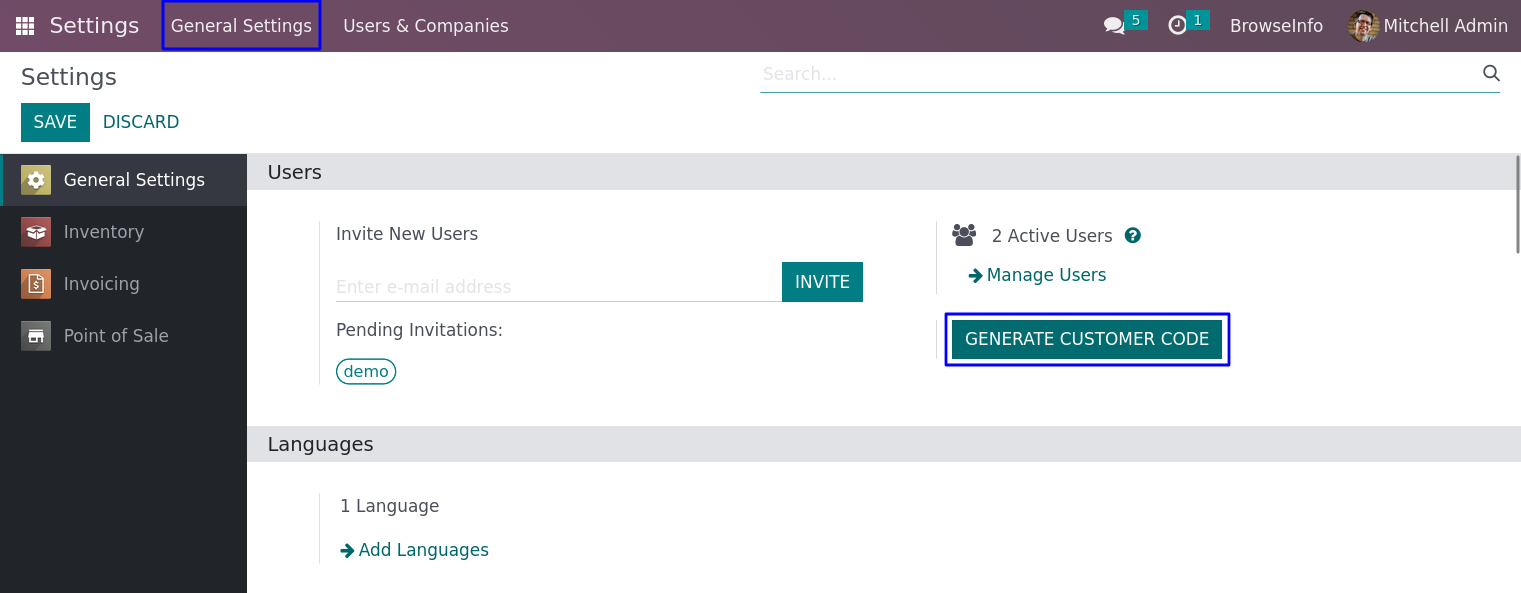 Settings General Settings Users & Companies 5 1 BrowseInfo Mitchell Admin
Settings
Search...
SAVE DISCARD
General Settings
Inventory
Invoicing
Point of Sale
Users
Invite New Users
Enter e-mail address INVITE
Pending Invitations:
demo
2 Active Users ?
Manage Users
GENERATE CUSTOMER CODE
Languages
1 Language
Add Languages